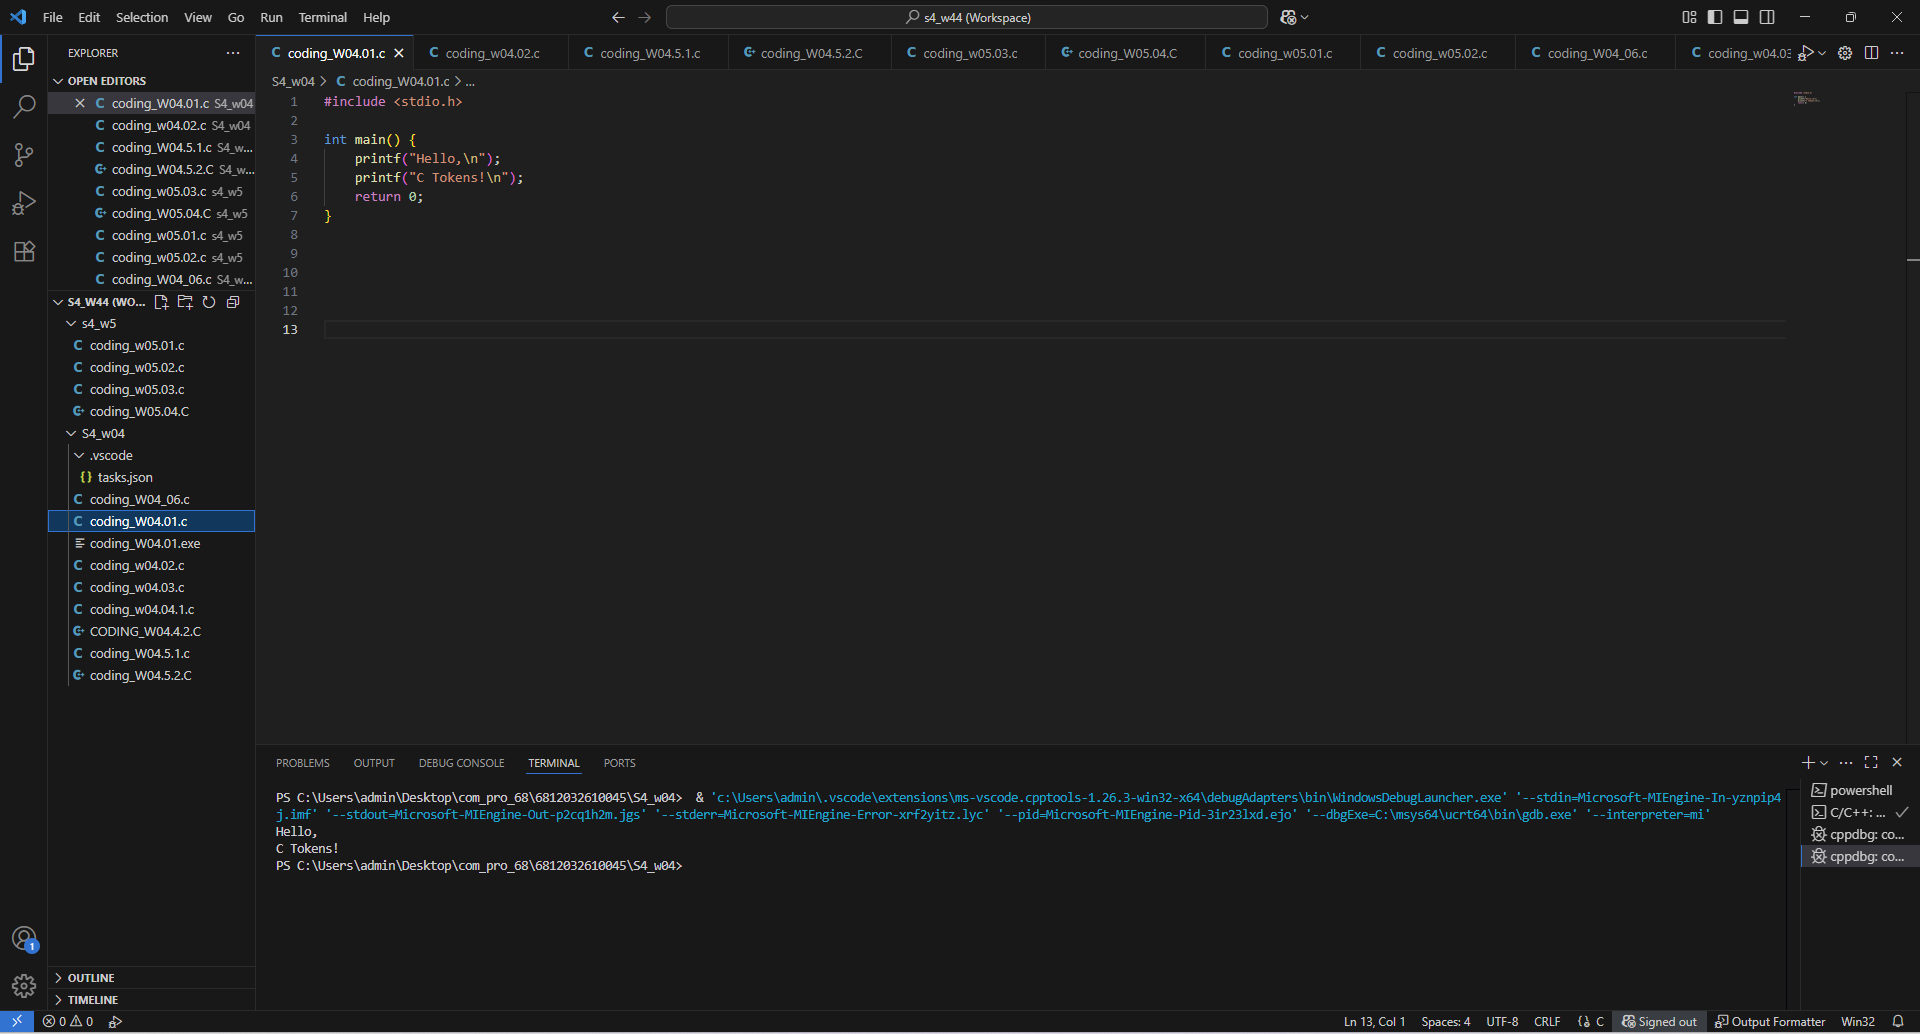 File Edit Selection View Go Run Terminal Help
s4_w44 (Workspace)
EXPLORER
OPEN EDITORS
coding_W04.01.c S4_w04
coding_w04.02.c S4_w04
coding_W04.5.1.c S4_w...
coding_W04.5.2.C S4_w...
coding_w05.03.c s4_w5
coding_W05.04.C s4_w5
coding_w05.01.c s4_w5
coding_w05.02.c s4_w5
coding_W04_06.c S4_w...
S4_W44 (WO...
s4_w5
coding_w05.01.c
coding_w05.02.c
coding_w05.03.c
coding_W05.04.C
S4_w04
.vscode
tasks.json
coding_W04_06.c
coding_W04.01.c
coding_W04.01.exe
coding_w04.02.c
coding_w04.03.c
coding_w04.04.1.c
CODING_W04.4.2.C
coding_W04.5.1.c
coding_W04.5.2.C
OUTLINE
TIMELINE
coding_W04.01.c coding_w04.02.c coding_W04.5.1.c coding_W04.5.2.C coding_w05.03.c coding_W05.04.C coding_w05.01.c coding_w05.02.c coding_W04_06.c coding_w04.03
S4_w04 > coding_W04.01.c > ...
1 #include <stdio.h>
2
3 int main() {
4 printf("Hello,\n");
5 printf("C Tokens!\n");
6 return 0;
7 }
8
9
10
11
12
13
PROBLEMS OUTPUT DEBUG CONSOLE TERMINAL PORTS
PS C:\Users\admin\Desktop\com_pro_68\6812032610045\S4_w04> & 'c:\Users\admin\.vscode\extensions\ms-vscode.cpptools-1.26.3-win32-x64\debugAdapters\bin\WindowsDebugLauncher.exe' '--stdin=Microsoft-MIEngine-In-yznpip4
j.imf' '--stdout=Microsoft-MIEngine-Out-p2cq1h2m.jgs' '--stderr=Microsoft-MIEngine-Error-xrf2yitz.lyc' '--pid=Microsoft-MIEngine-Pid-3ir23lxd.ejo' '--dbgExe=C:\msys64\ucrt64\bin\gdb.exe' '--interpreter=mi'
Hello,
C Tokens!
PS C:\Users\admin\Desktop\com_pro_68\6812032610045\S4_w04>
powershell
C/C++: ...
cppdbg: co...
cppdbg: co...
1
0 0
Ln 13, Col 1 Spaces: 4 UTF-8 CRLF {} C Signed out Output Formatter Win32